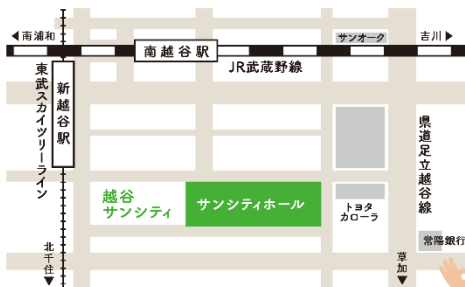 ◀南浦和
サンオーク
吉川▶
南越谷駅
JR武蔵野線
東武スカイツリーライン
新越谷駅
県道足立越谷線
越谷
サンシティ
サンシティホール
トヨタ
カローラ
常陽銀行
北千住▼
草加▼